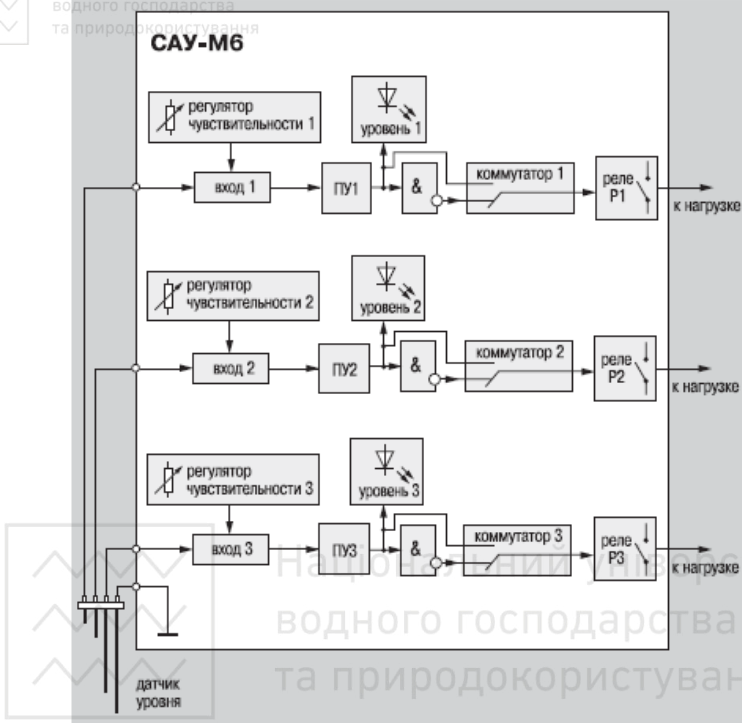 водного господарства
та природокористування
САУ-М6
регулятор
чувствительности 1
уровень 1
вход 1
ПУ1
&
коммутатор 1
реле
Р1
к нагрузке
регулятор
чувствительности 2
уровень 2
вход 2
ПУ2
&
коммутатор 2
реле
Р2
к нагрузке
регулятор
чувствительности 3
уровень 3
вход 3
ПУ3
&
коммутатор 3
реле
Р3
к нагрузке
Національний універс
водного господарства
та природокористуван
датчик
уровня